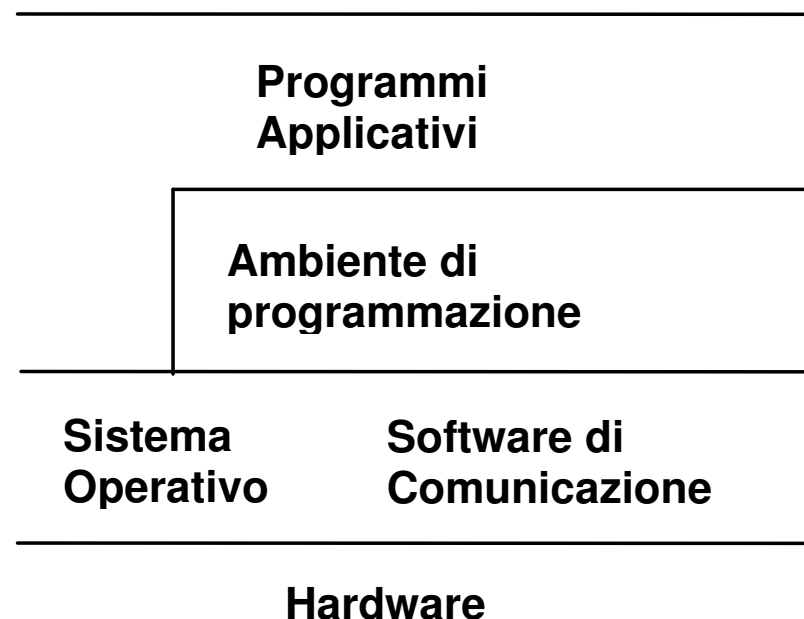 Programmi
Applicativi
Ambiente di
programmazione
Sistema
Operativo
Software di
Comunicazione
Hardware